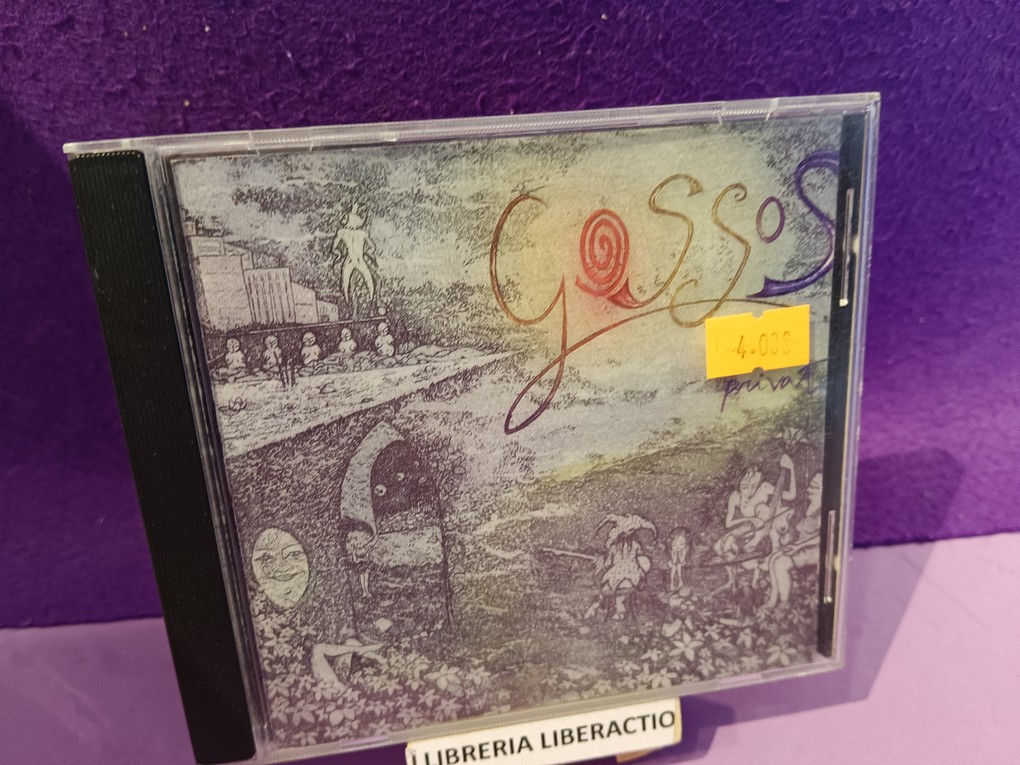 gossos
4.00€
privat
LLIBRERIA LIBERACTIO